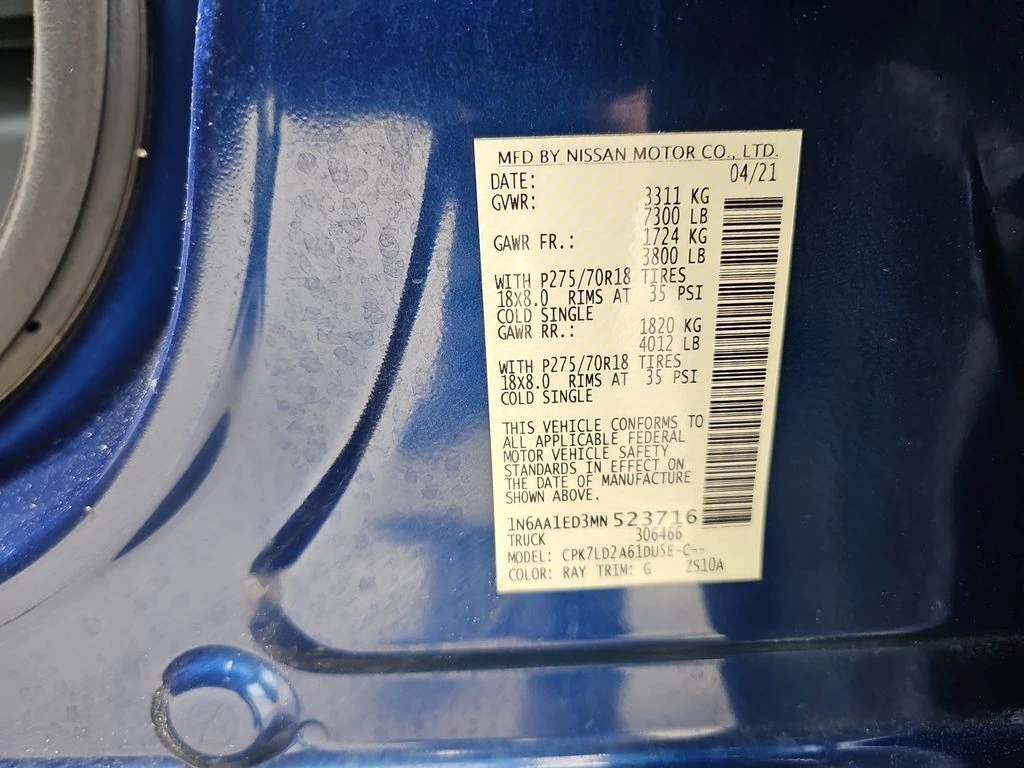 MFD BY NISSAN MOTOR CO., LTD.
DATE: 04/21
GVWR: 3311 KG
7300 LB
GAWR FR.: 1724 KG
3800 LB
WITH P275/70R18 TIRES
18X8.0 RIMS AT 35 PSI
COLD SINGLE
GAWR RR.: 1820 KG
4012 LB
WITH P275/70R18 TIRES
18X8.0 RIMS AT 35 PSI
COLD SINGLE
THIS VEHICLE CONFORMS TO
ALL APPLICABLE FEDERAL
MOTOR VEHICLE SAFETY
STANDARDS IN EFFECT ON
THE DATE OF MANUFACTURE
SHOWN ABOVE.
1N6AA1ED3MN 523716
TRUCK 306466
MODEL: CPK7LD2A61DUSE-C--
COLOR: RAY TRIM: G ZS10A